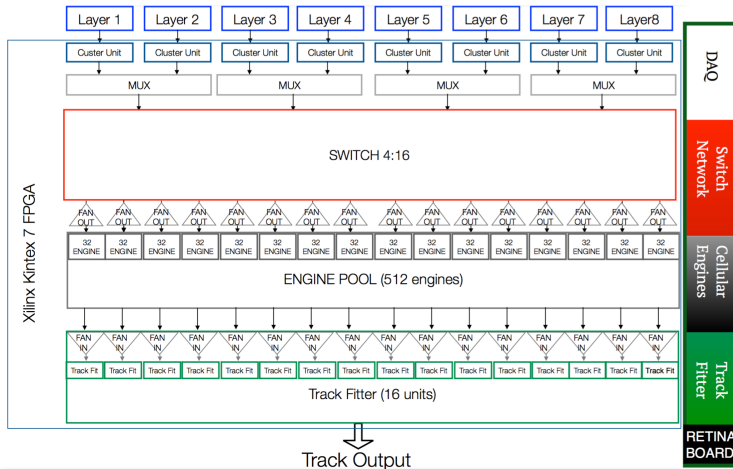 Layer 1 Layer 2 Layer 3 Layer 4 Layer 5 Layer 6 Layer 7 Layer8
Cluster Unit Cluster Unit Cluster Unit Cluster Unit Cluster Unit Cluster Unit Cluster Unit Cluster Unit
MUX MUX MUX MUX
SWITCH 4:16
FAN FAN FAN FAN FAN FAN FAN FAN FAN FAN FAN FAN FAN FAN FAN FAN
OUT OUT OUT OUT OUT OUT OUT OUT OUT OUT OUT OUT OUT OUT OUT OUT
32 32 32 32 32 32 32 32 32 32 32 32 32 32 32 32
ENGINE ENGINE ENGINE ENGINE ENGINE ENGINE ENGINE ENGINE ENGINE ENGINE ENGINE ENGINE ENGINE ENGINE ENGINE ENGINE
ENGINE POOL (512 engines)
FAN FAN FAN FAN FAN FAN FAN FAN FAN FAN FAN FAN FAN FAN FAN FAN
IN IN IN IN IN IN IN IN IN IN IN IN IN IN IN IN
Track Fit Track Fit Track Fit Track Fit Track Fit Track Fit Track Fit Track Fit Track Fit Track Fit Track Fit Track Fit Track Fit Track Fit Track Fit Track Fit
Track Fitter (16 units)
Track Output
Xilinx Kintex 7 FPGA
DAQ
Switch
Network
Cellular
Engines
Track
Fitter
RETINA
BOARD